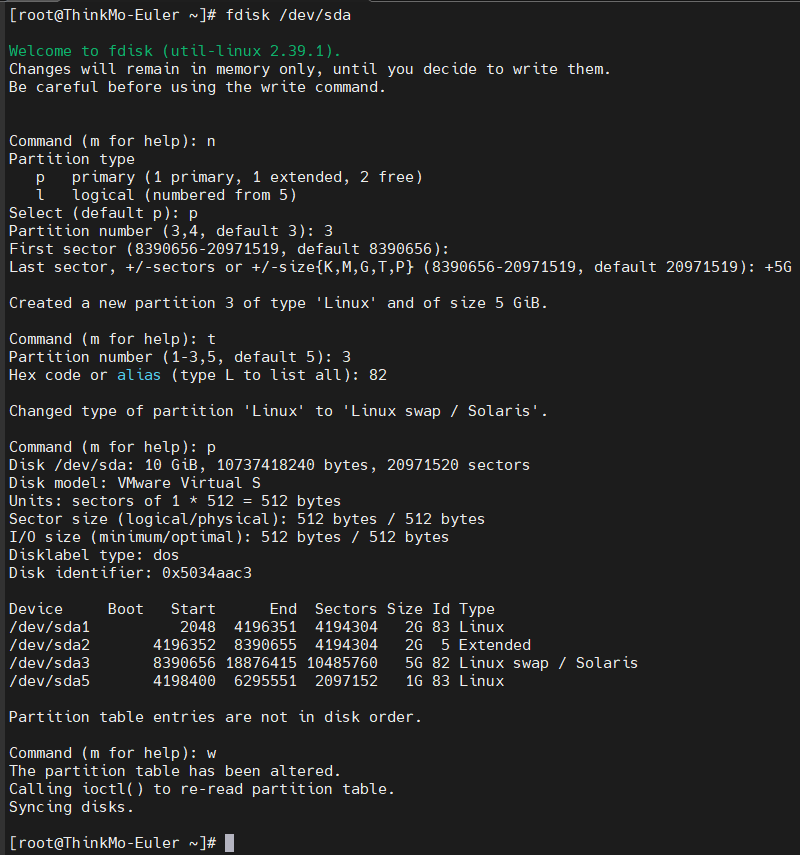 [root@ThinkMo-Euler ~]# fdisk /dev/sda
Welcome to fdisk (util-linux 2.39.1).
Changes will remain in memory only, until you decide to write them.
Be careful before using the write command.
Command (m for help): n
Partition type
   p   primary (1 primary, 1 extended, 2 free)
   l   logical (numbered from 5)
Select (default p): p
Partition number (3,4, default 3): 3
First sector (8390656-20971519, default 8390656):
Last sector, +/-sectors or +/-size{K,M,G,T,P} (8390656-20971519, default 20971519): +5G
Created a new partition 3 of type 'Linux' and of size 5 GiB.
Command (m for help): t
Partition number (1-3,5, default 5): 3
Hex code or alias (type L to list all): 82
Changed type of partition 'Linux' to 'Linux swap / Solaris'.
Command (m for help): p
Disk /dev/sda: 10 GiB, 10737418240 bytes, 20971520 sectors
Disk model: VMware Virtual S
Units: sectors of 1 * 512 = 512 bytes
Sector size (logical/physical): 512 bytes / 512 bytes
I/O size (minimum/optimal): 512 bytes / 512 bytes
Disklabel type: dos
Disk identifier: 0x5034aac3
Device     Boot   Start      End  Sectors Size Id Type
/dev/sda1          2048  4196351  4194304   2G 83 Linux
/dev/sda2       4196352  8390655  4194304   2G  5 Extended
/dev/sda3       8390656 18876415 10485760   5G 82 Linux swap / Solaris
/dev/sda5       4198400  6295551  2097152   1G 83 Linux
Partition table entries are not in disk order.
Command (m for help): w
The partition table has been altered.
Calling ioctl() to re-read partition table.
Syncing disks.
[root@ThinkMo-Euler ~]#